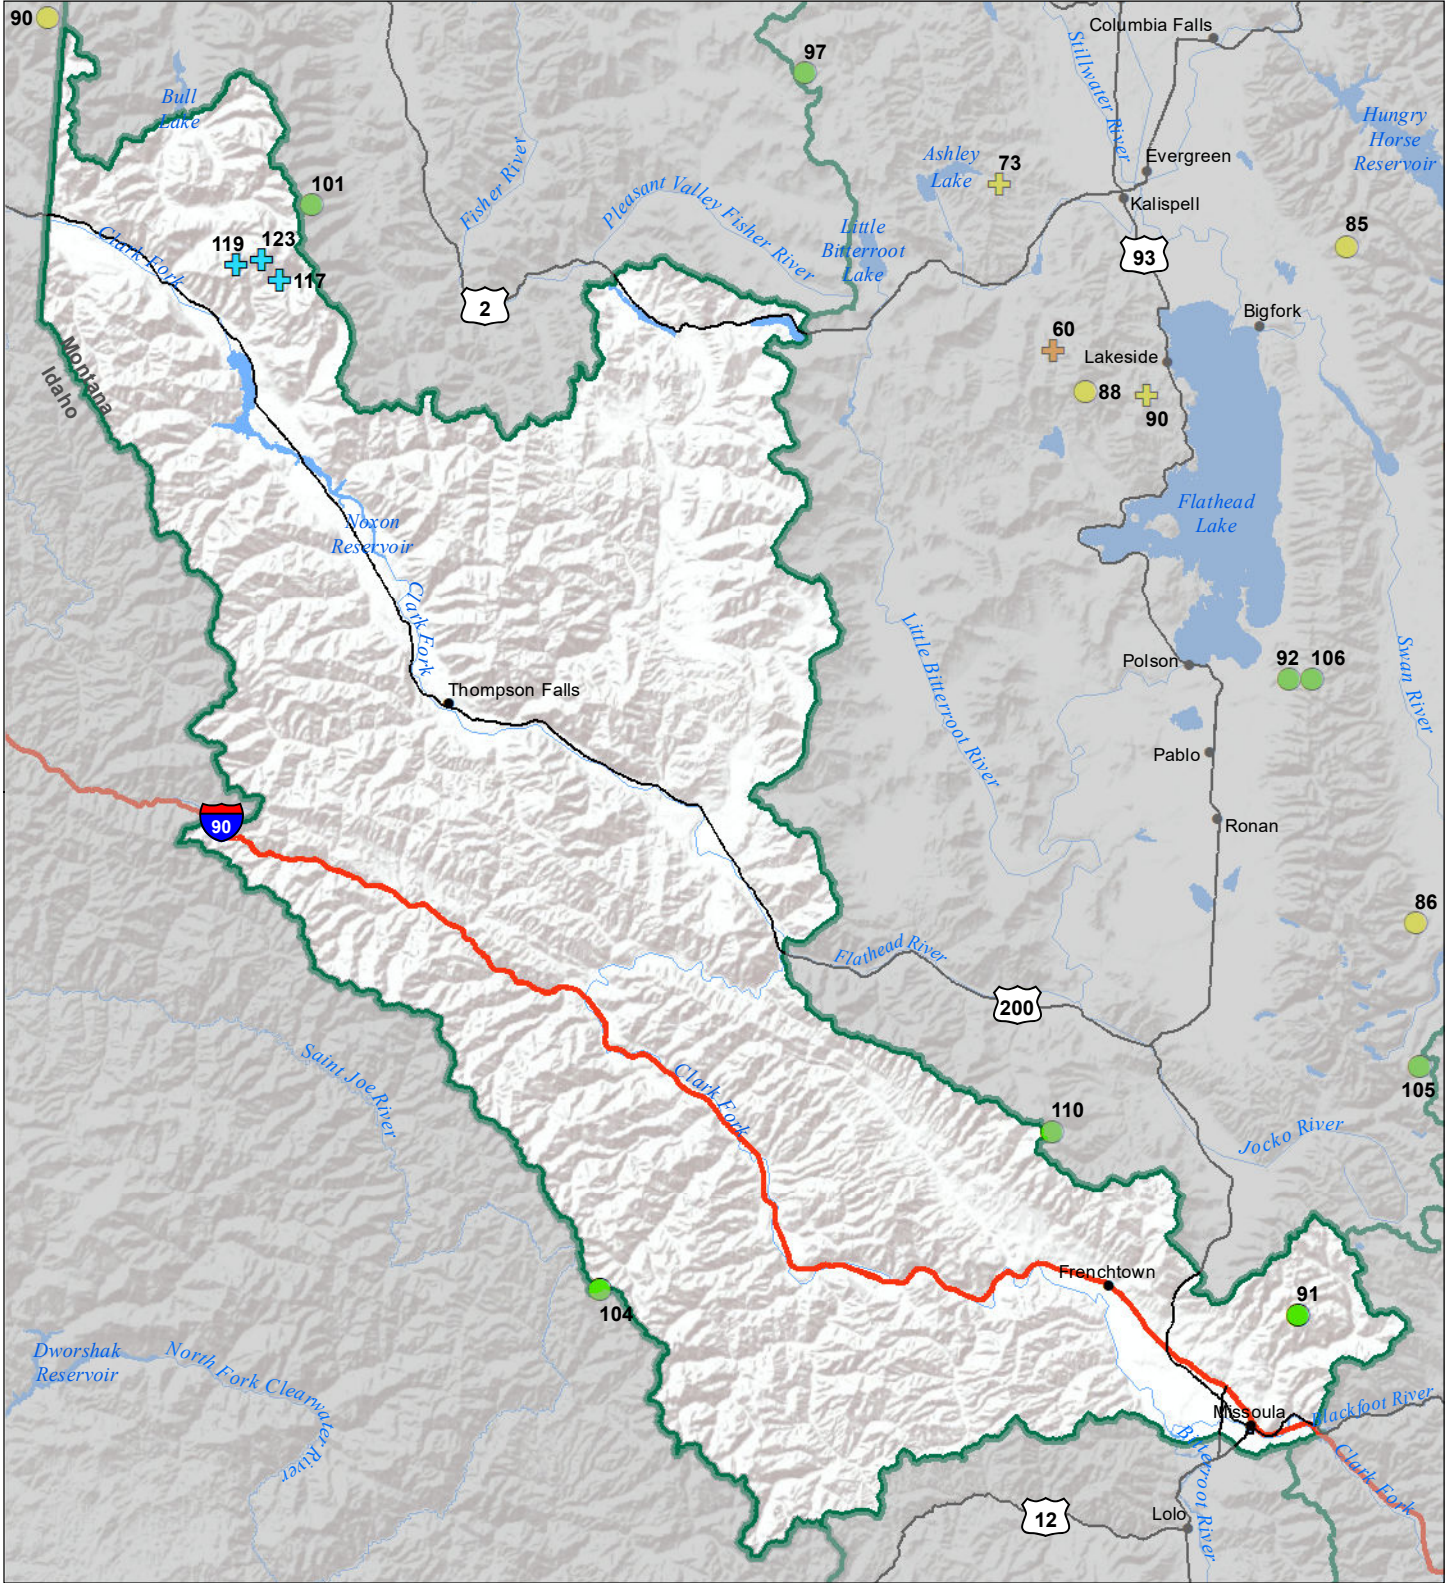 90
Columbia Falls
97
Stillwater River
Bull
Lake
Hungry
Horse
Reservoir
Fisher River
Ashley
Lake
73
Evergreen
101
Pleasant Valley Fisher River
Kalispell
Little
Bitterroot
Lake
85
93
Clark Fork
119
123
117
2
Bigfork
60
Lakeside
Montana
Idaho
88
90
Flathead
Lake
Noxon
Reservoir
Clark Fork
Little Bitterroot River
Swan River
Polson
92
106
Thompson Falls
Pablo
90
Ronan
86
Flathead River
200
Saint Joe River
Clark Fork
105
110
Jocko River
Frenchtown
91
104
Dworshak
Reservoir
North Fork Clearwater
River
Missoula
Blackfoot River
Bitterroot River
Clark Fork
12
Lolo